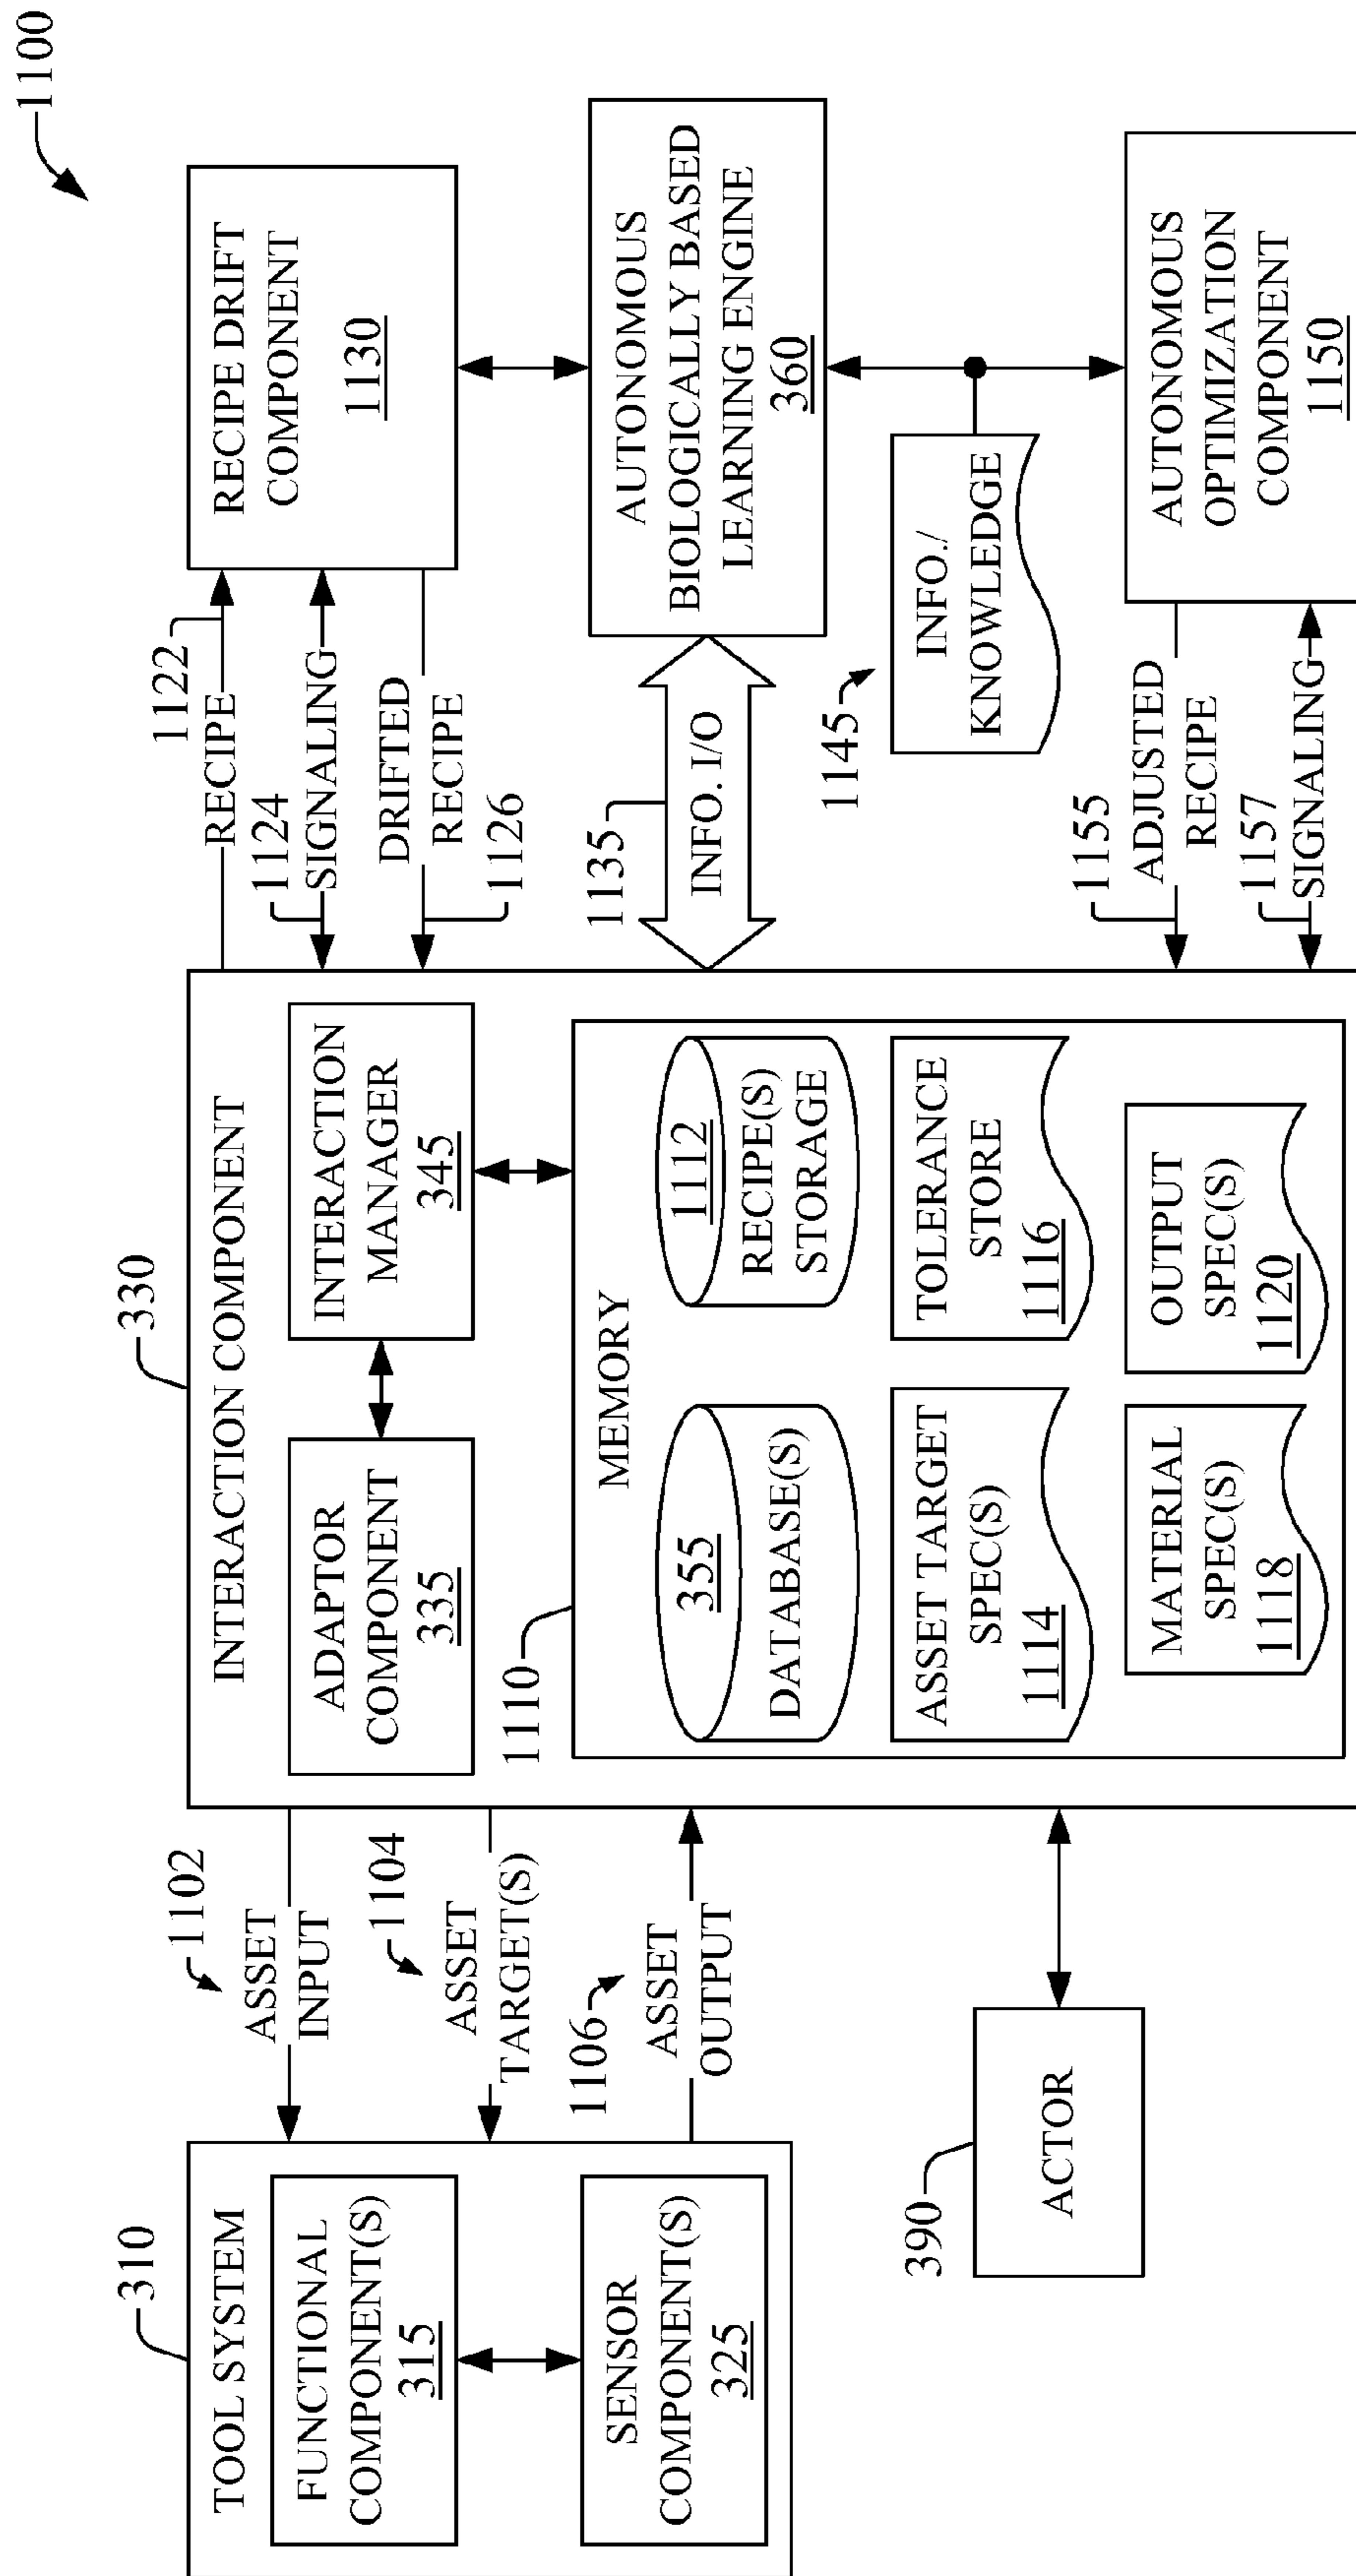 1100
310
TOOL SYSTEM
FUNCTIONAL
COMPONENT(S)
315
SENSOR
COMPONENT(S)
325
1102
ASSET
INPUT
1104
ASSET
TARGET(S)
1106
ASSET
OUTPUT
390
ACTOR
330
INTERACTION COMPONENT
ADAPTOR
COMPONENT
335
INTERACTION
MANAGER
345
1110
MEMORY
355
DATABASE(S)
1112
RECIPE(S)
STORAGE
ASSET TARGET
SPEC(S)
1114
TOLERANCE
STORE
1116
MATERIAL
SPEC(S)
1118
OUTPUT
SPEC(S)
1120
1122
RECIPE
1124
SIGNALING
DRIFTED
RECIPE
1126
1135
INFO. I/O
1145
INFO./
KNOWLEDGE
1155
ADJUSTED
RECIPE
1157
SIGNALING
RECIPE DRIFT
COMPONENT
1130
AUTONOMOUS
BIOLOGICALLY BASED
LEARNING ENGINE
360
AUTONOMOUS
OPTIMIZATION
COMPONENT
1150